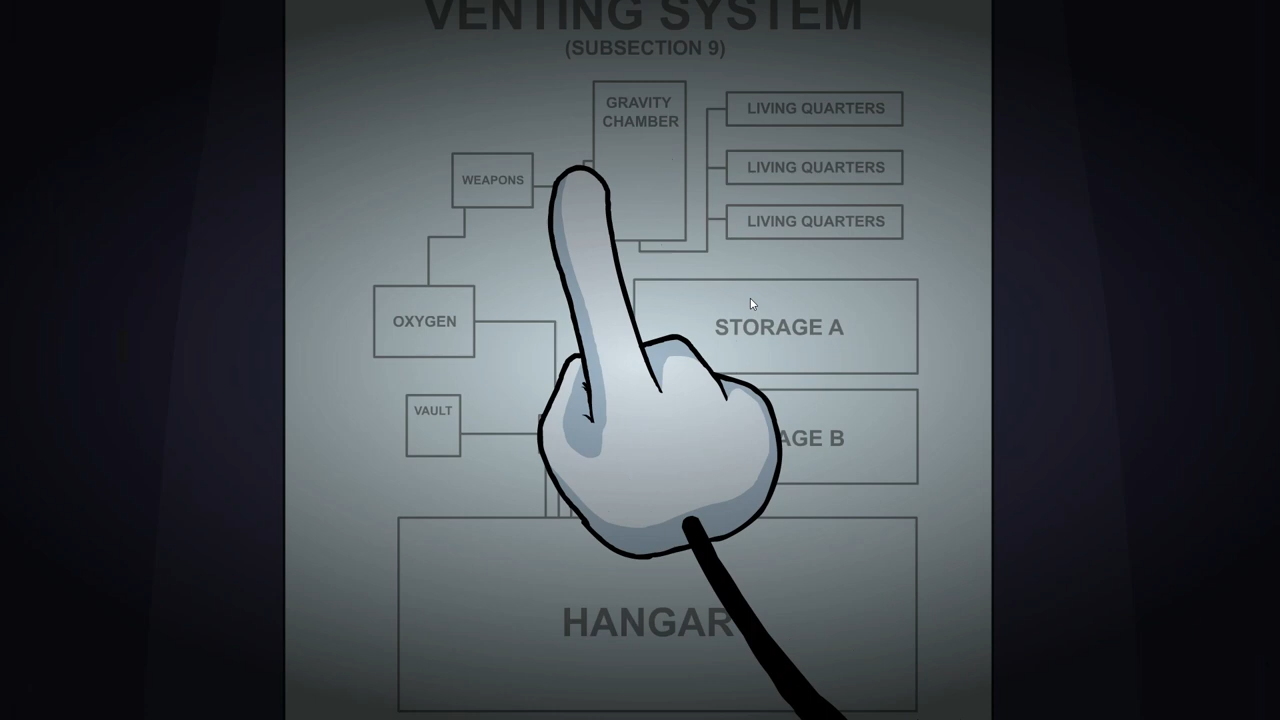 VENTING SYSTEM
(SUBSECTION 9)
GRAVITY
CHAMBER
LIVING QUARTERS
WEAPONS
LIVING QUARTERS
LIVING QUARTERS
OXYGEN
STORAGE A
VAULT
AGE B
HANGAR